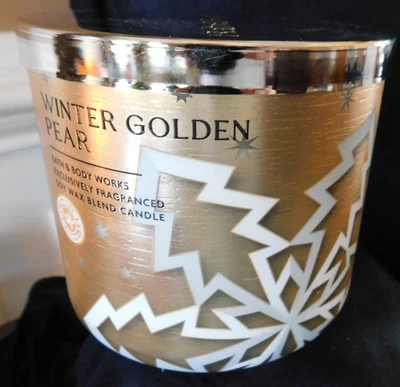 WINTER GOLDEN
PEAR
BATH & BODY WORKS
EXCLUSIVELY FRAGRANCED
SOY WAX BLEND CANDLE